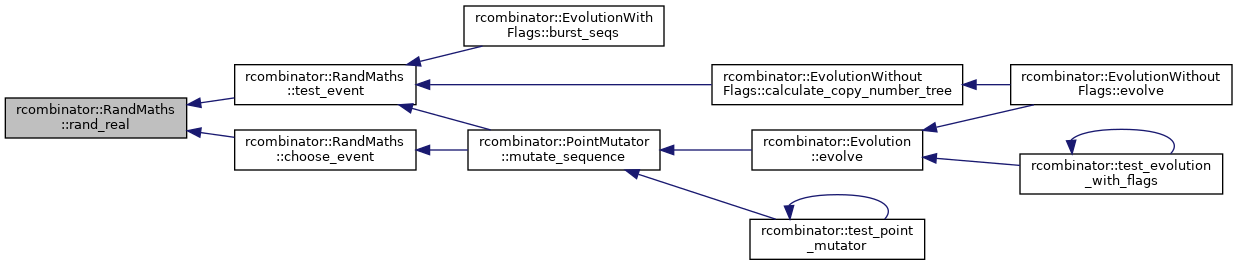 rcombinator::EvolutionWith
Flags::burst_seqs
rcombinator::RandMaths
::test_event
rcombinator::EvolutionWithout
Flags::calculate_copy_number_tree
rcombinator::EvolutionWithout
Flags::evolve
rcombinator::RandMaths
::rand_real
rcombinator::RandMaths
::choose_event
rcombinator::PointMutator
::mutate_sequence
rcombinator::Evolution
::evolve
rcombinator::test_evolution
_with_flags
rcombinator::test_point
_mutator